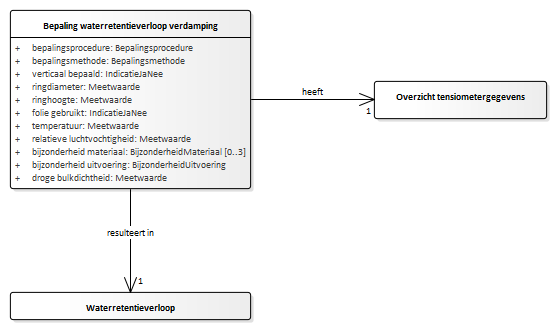 Bepaling waterretentieverloop verdamping
+ bepalingsprocedure: Bepalingsprocedure
+ bepalingsmethode: Bepalingsmethode
+ verticaal bepaald: IndicatieJaNee
+ ringdiameter: Meetwaarde
+ ringhoogte: Meetwaarde
+ folie gebruikt: IndicatieJaNee
+ temperatuur: Meetwaarde
+ relatieve luchtvochtigheid: Meetwaarde
+ bijzonderheid materiaal: BijzonderheidMateriaal [0..3]
+ bijzonderheid uitvoering: BijzonderheidUitvoering
+ droge bulkdichtheid: Meetwaarde
heeft
1
Overzicht tensiometergegevens
resulteert in
1
Waterretentieverloop